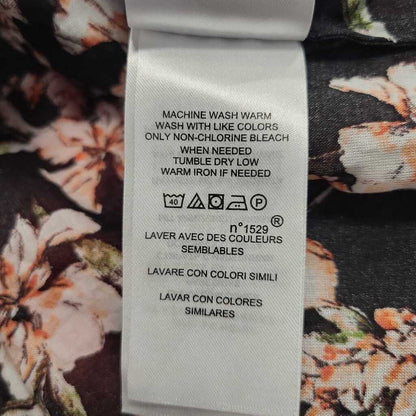 MACHINE WASH WARM
WASH WITH LIKE COLORS
ONLY NON-CHLORINE BLEACH
WHEN NEEDED
TUMBLE DRY LOW
WARM IRON IF NEEDED
40 P
n°1529 ®
LAVER AVEC DES COULEURS
SEMBLABLES
LAVARE CON COLORI SIMILI
LAVAR CON COLORES
SIMILARES